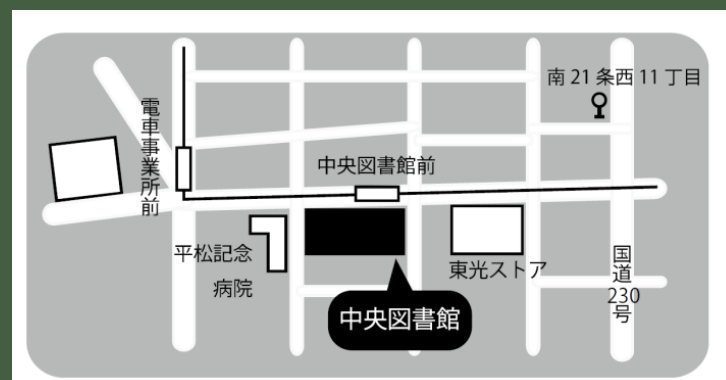 南 21 条西 11 丁目
電車事業所前
中央図書館前
平松記念
病院
東光ストア
国道
230
号
中央図書館